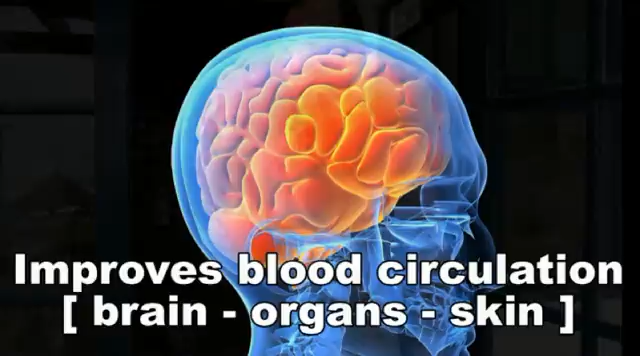 Improves blood circulation
[ brain - organs - skin ]